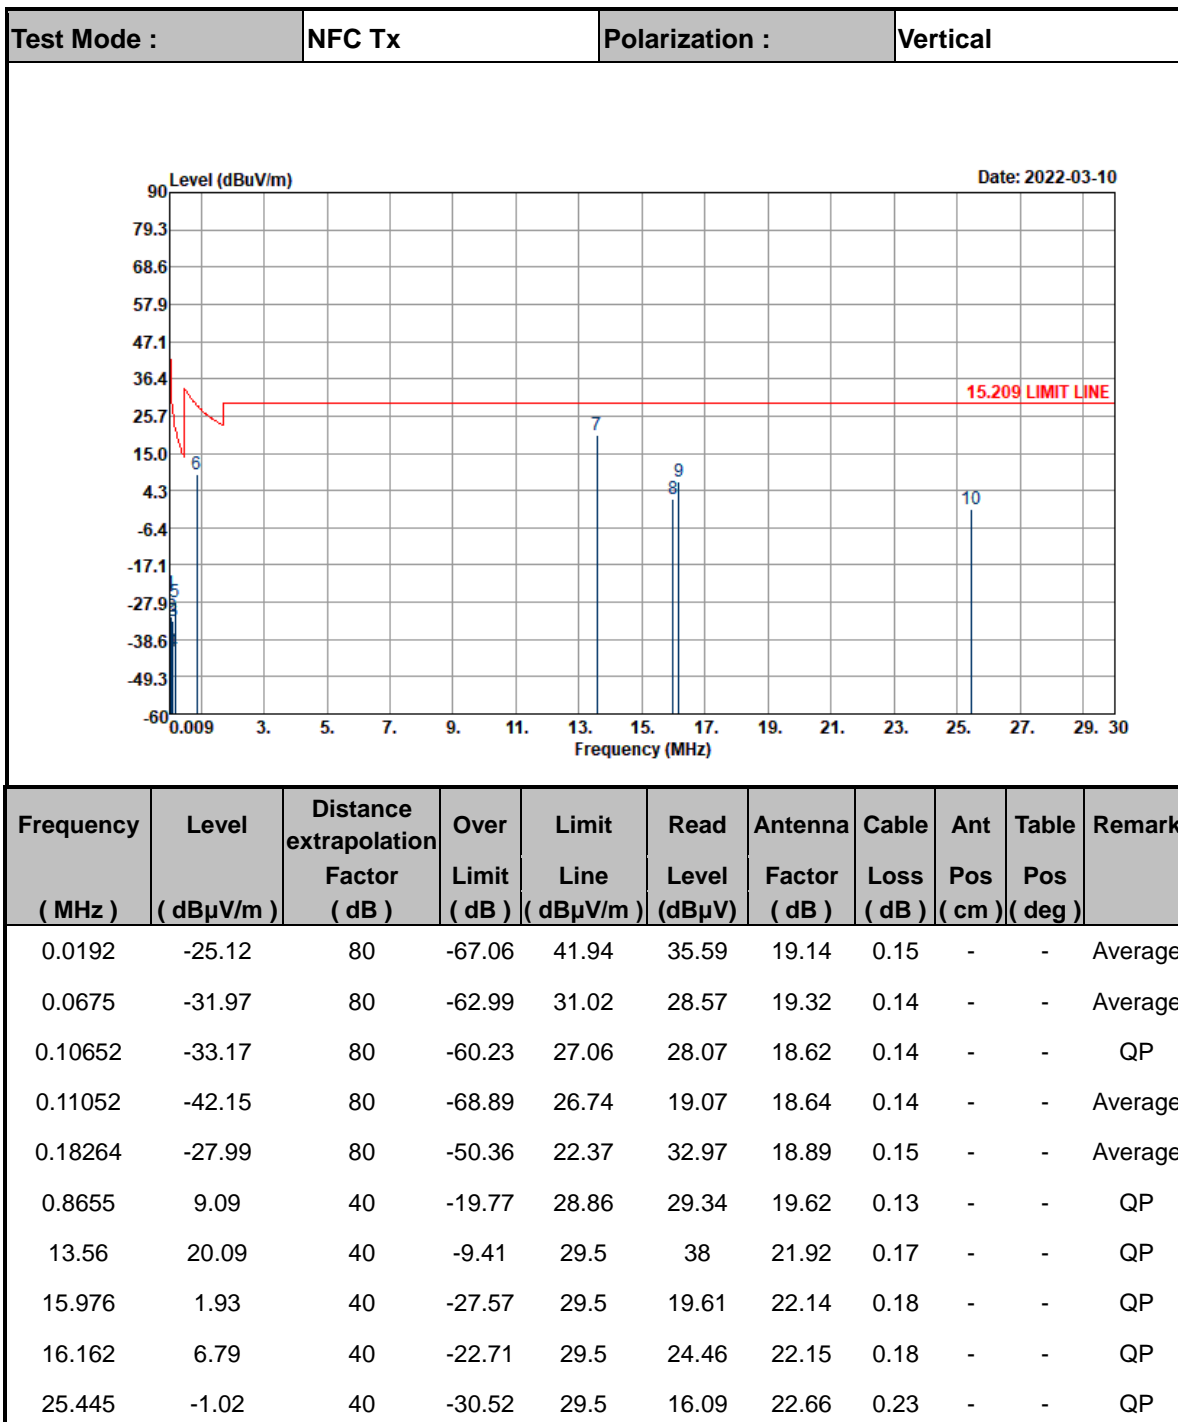 Test Mode : NFC Tx Polarization : Vertical
Level (dBuV/m) Date: 2022-03-10
90
79.3
68.6
57.9
47.1
36.4
15.209 LIMIT LINE
25.7
7
15.0
6
9
4.3
8
10
-6.4
-17.1
5
-27.9
-38.6
-49.3
-60
0.009 3. 5. 7. 9. 11. 13. 15. 17. 19. 21. 23. 25. 27. 29. 30
Frequency (MHz)
Frequency Level Distance extrapolation Over Limit Read Antenna Cable Ant Table Remark
Factor Limit Line Level Factor Loss Pos Pos
( MHz ) ( dBµV/m ) ( dB ) ( dB ) ( dBµV/m ) (dBµV) ( dB ) ( dB ) ( cm ) ( deg )
0.0192 -25.12 80 -67.06 41.94 35.59 19.14 0.15 - - Average
0.0675 -31.97 80 -62.99 31.02 28.57 19.32 0.14 - - Average
0.10652 -33.17 80 -60.23 27.06 28.07 18.62 0.14 - - QP
0.11052 -42.15 80 -68.89 26.74 19.07 18.64 0.14 - - Average
0.18264 -27.99 80 -50.36 22.37 32.97 18.89 0.15 - - Average
0.8655 9.09 40 -19.77 28.86 29.34 19.62 0.13 - - QP
13.56 20.09 40 -9.41 29.5 38 21.92 0.17 - - QP
15.976 1.93 40 -27.57 29.5 19.61 22.14 0.18 - - QP
16.162 6.79 40 -22.71 29.5 24.46 22.15 0.18 - - QP
25.445 -1.02 40 -30.52 29.5 16.09 22.66 0.23 - - QP